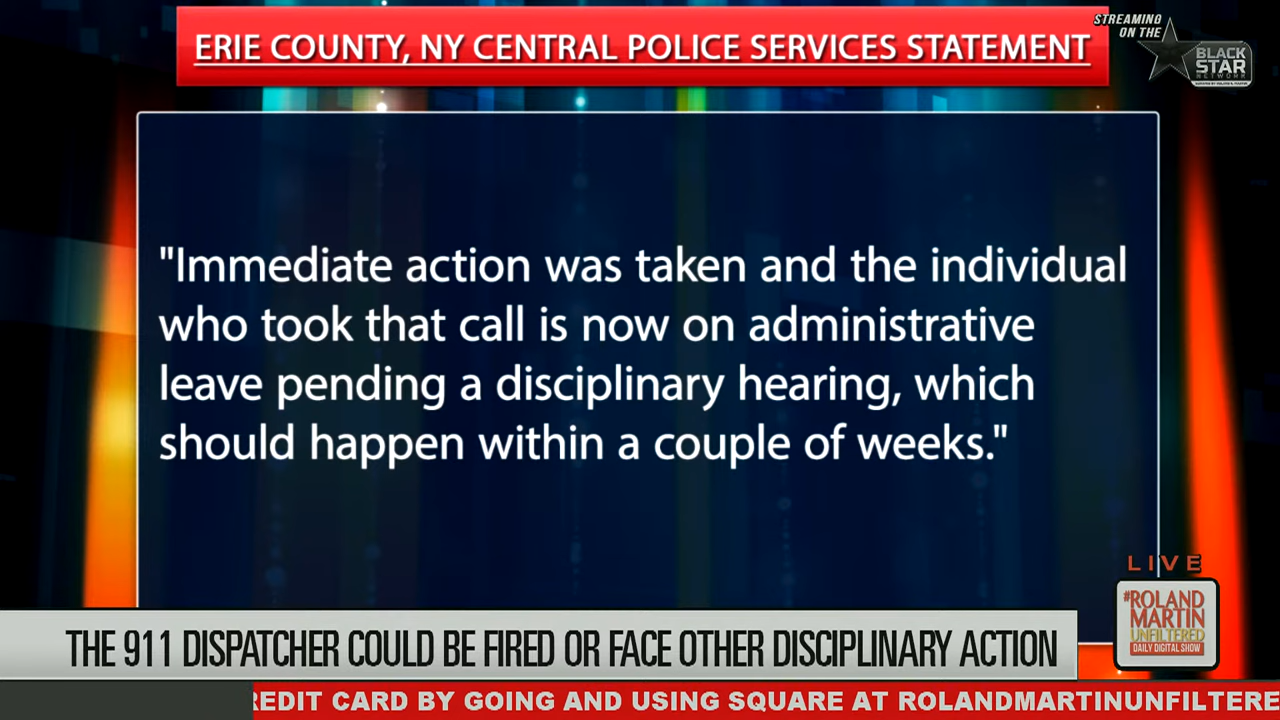 ERIE COUNTY, NY CENTRAL POLICE SERVICES STATEMENT
STREAMING
ON THE
BLACK
STAR
NETWORK
"Immediate action was taken and the individual
who took that call is now on administrative
leave pending a disciplinary hearing, which
should happen within a couple of weeks."
LIVE
#ROLAND
MARTIN
UNFILTERED
DAILY DIGITAL SHOW
THE 911 DISPATCHER COULD BE FIRED OR FACE OTHER DISCIPLINARY ACTION
REDIT CARD BY GOING AND USING SQUARE AT ROLANDMARTINUNFILTERE